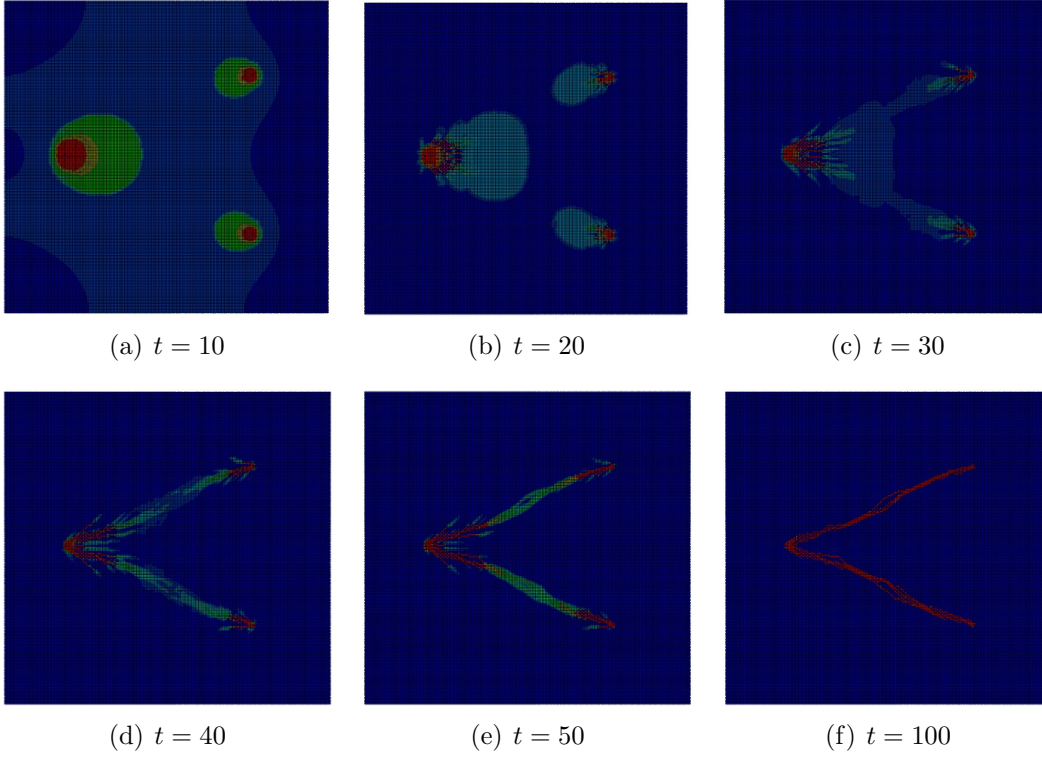 (a) t = 10
(b) t = 20
(c) t = 30
(d) t = 40
(e) t = 50
(f) t = 100